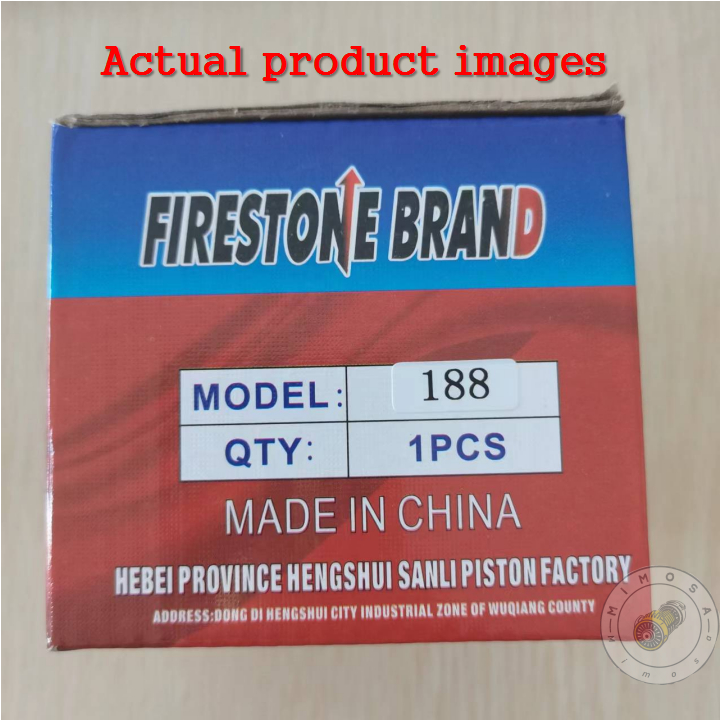 Actual product images
FIRESTONE BRAND
MODEL: 188
QTY: 1PCS
MADE IN CHINA
HEBEI PROVINCE HENGSHUI SANLI PISTON FACTORY
ADDRESS:DONG DI HENGSHUI CITY INDUSTRIAL ZONE OF WUQIANG COUNTY
MIMOSA